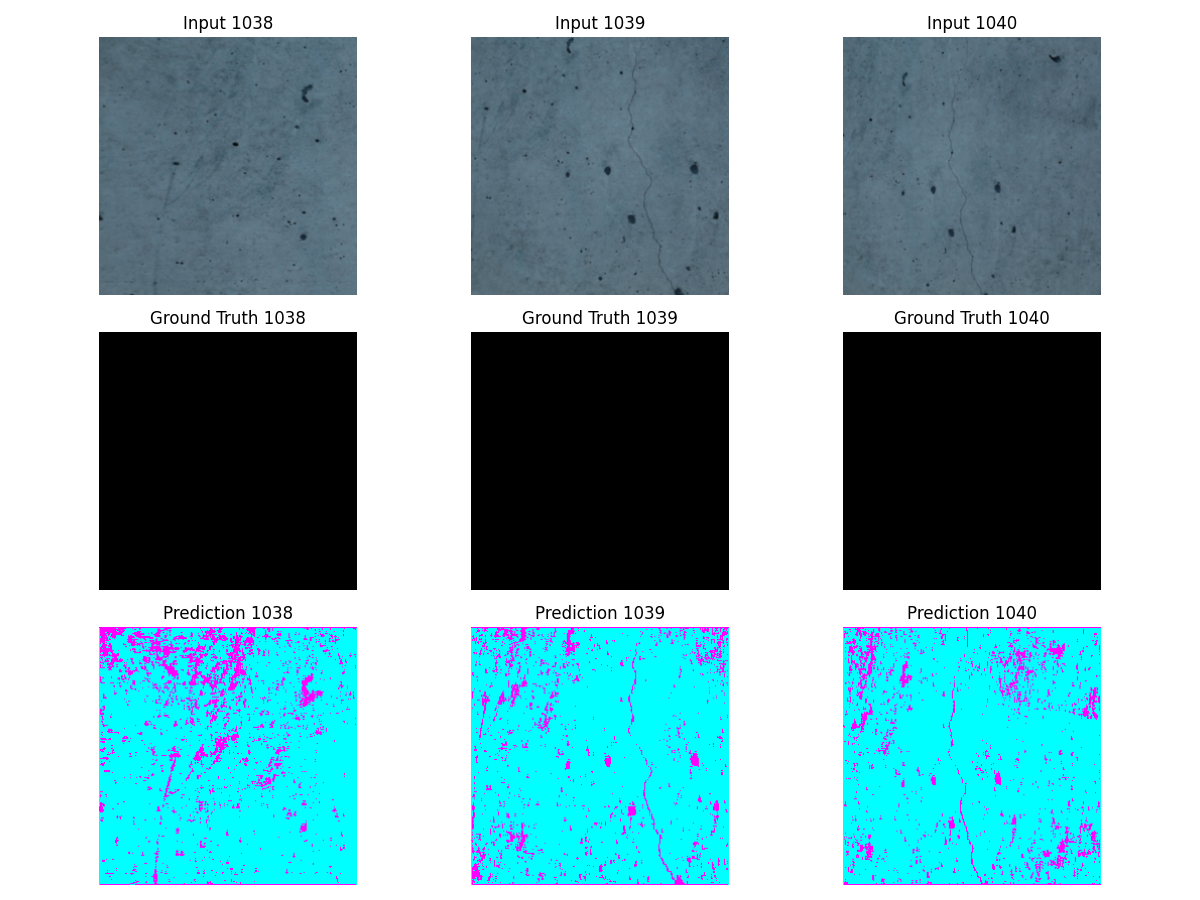 Input 1038
Input 1039
Input 1040
Ground Truth 1038
Ground Truth 1039
Ground Truth 1040
Prediction 1038
Prediction 1039
Prediction 1040